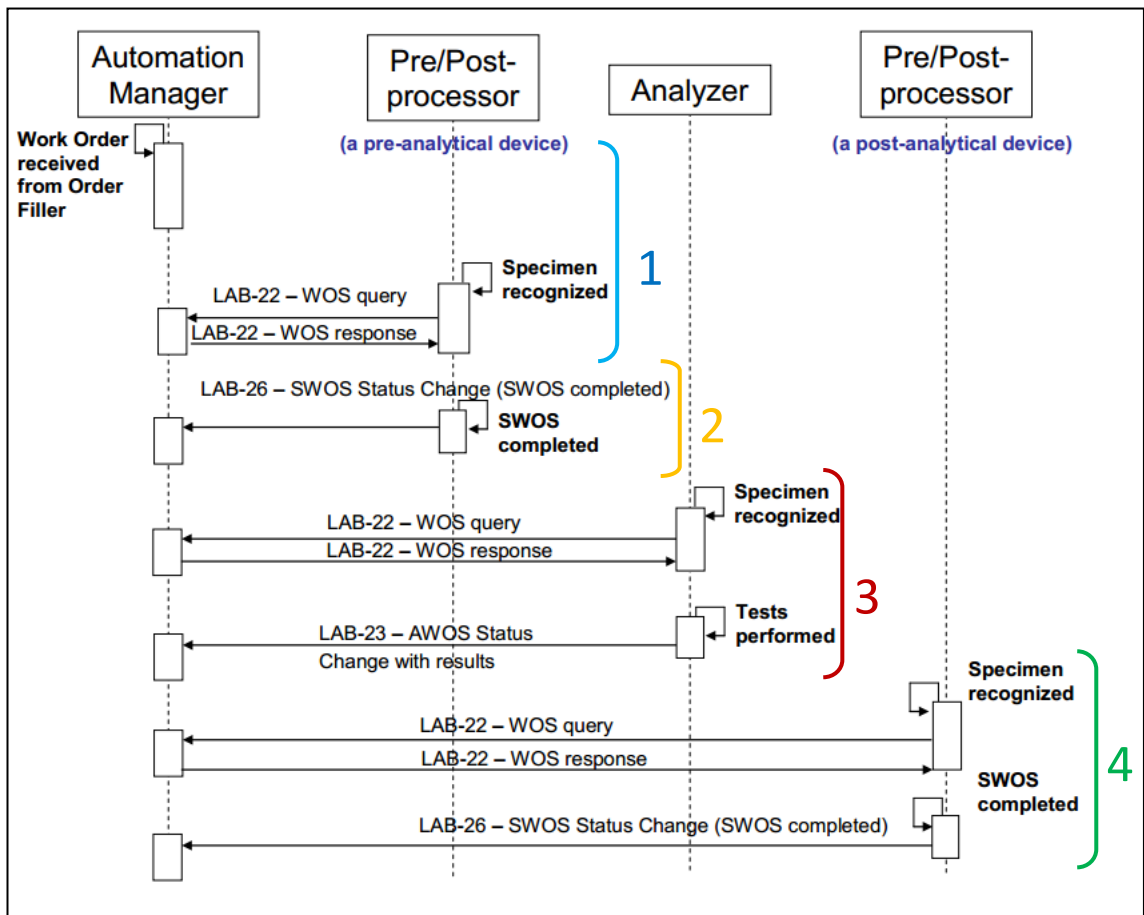 Automation
Manager
Pre/Post-
processor
Analyzer
Pre/Post-
processor
(a pre-analytical device)
(a post-analytical device)
Work Order
received
from Order
Filler
1
Specimen
recognized
LAB-22 – WOS query
LAB-22 – WOS response
LAB-26 – SWOS Status Change (SWOS completed)
SWOS
completed
2
Specimen
recognized
LAB-22 – WOS query
LAB-22 – WOS response
3
Tests
performed
LAB-23 – AWOS Status
Change with results
Specimen
recognized
LAB-22 – WOS query
LAB-22 – WOS response
4
SWOS
completed
LAB-26 – SWOS Status Change (SWOS completed)